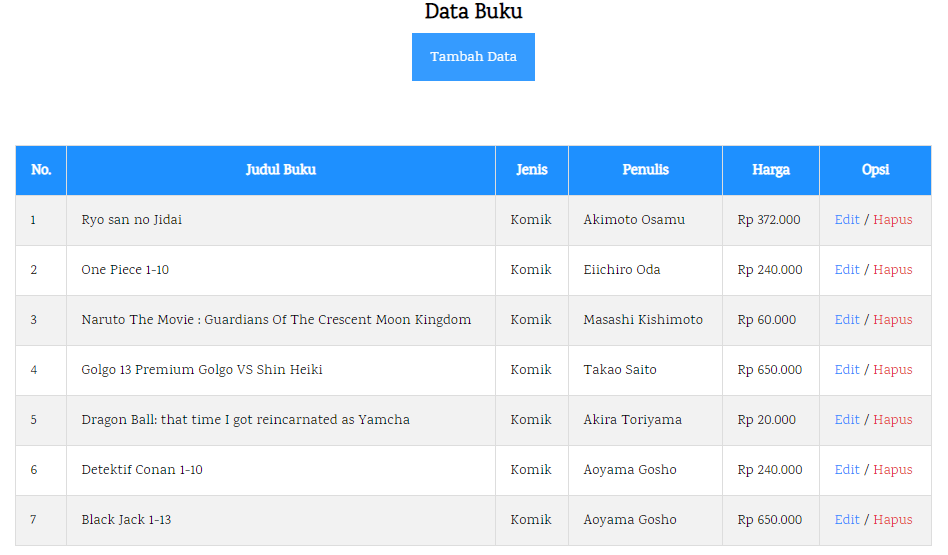 Data Buku
Tambah Data
No. Judul Buku Jenis Penulis Harga Opsi
1 Ryo san no Jidai Komik Akimoto Osamu Rp 372.000 Edit / Hapus
2 One Piece 1-10 Komik Eiichiro Oda Rp 240.000 Edit / Hapus
3 Naruto The Movie : Guardians Of The Crescent Moon Kingdom Komik Masashi Kishimoto Rp 60.000 Edit / Hapus
4 Golgo 13 Premium Golgo VS Shin Heiki Komik Takao Saito Rp 650.000 Edit / Hapus
5 Dragon Ball: that time I got reincarnated as Yamcha Komik Akira Toriyama Rp 20.000 Edit / Hapus
6 Detektif Conan 1-10 Komik Aoyama Gosho Rp 240.000 Edit / Hapus
7 Black Jack 1-13 Komik Aoyama Gosho Rp 650.000 Edit / Hapus